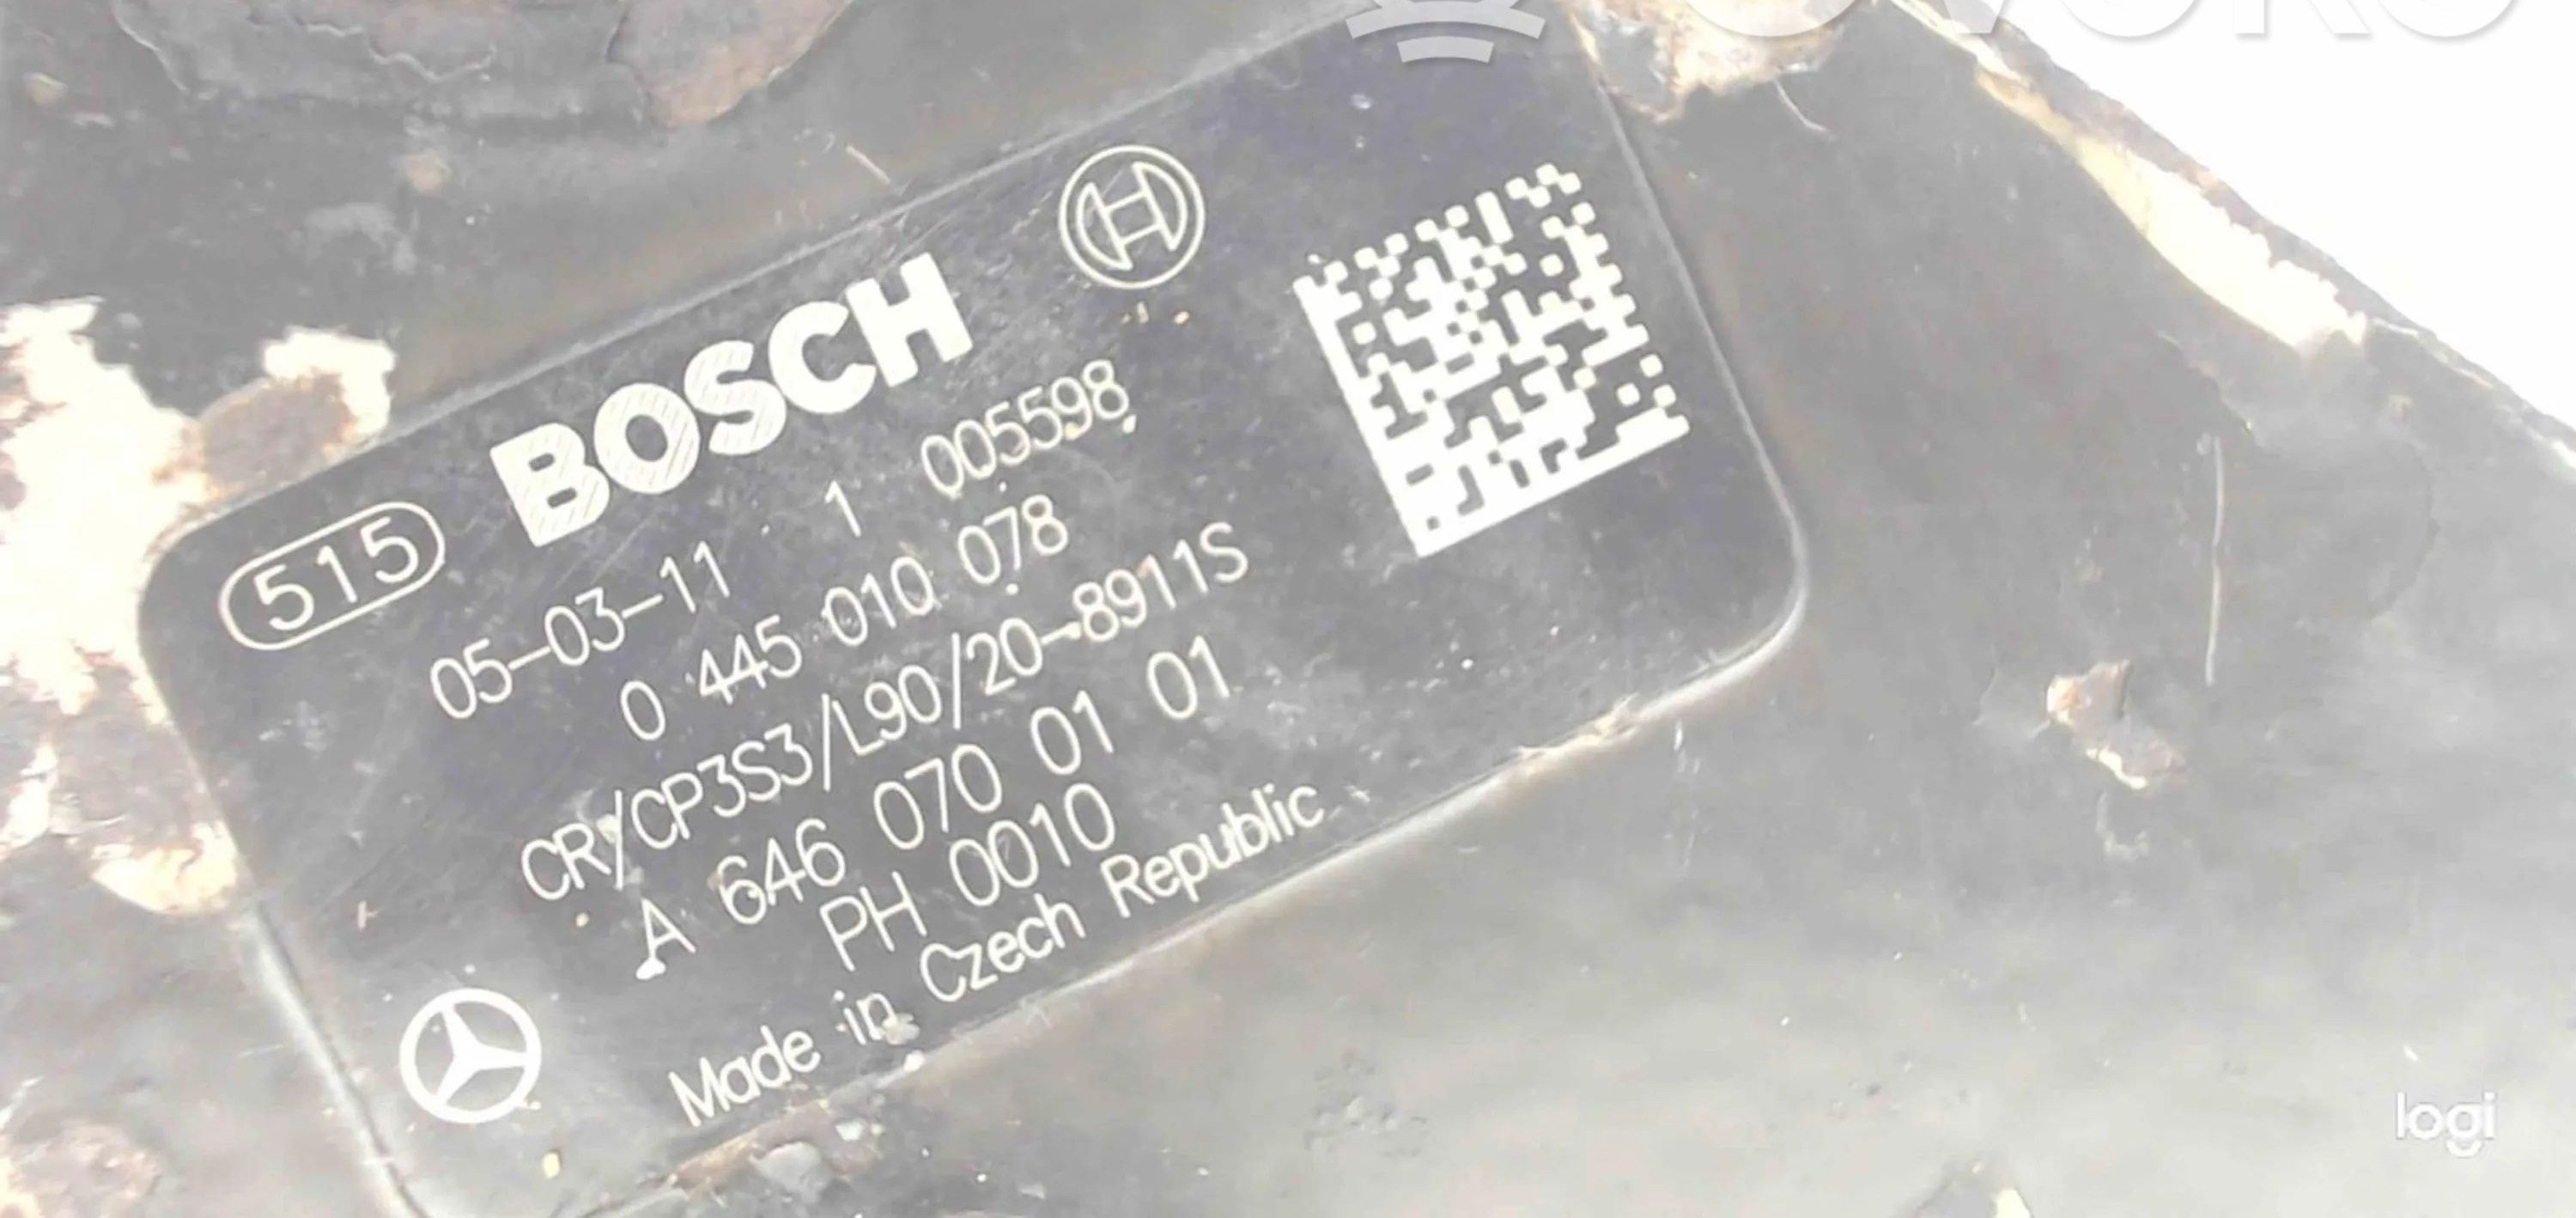 515 BOSCH
05-03-11 1 005598
0 445 010 078
CR/CP3S3/L90/20-8911S
A 646 070 01 01
PH 0010
Made in Czech Republic
logi